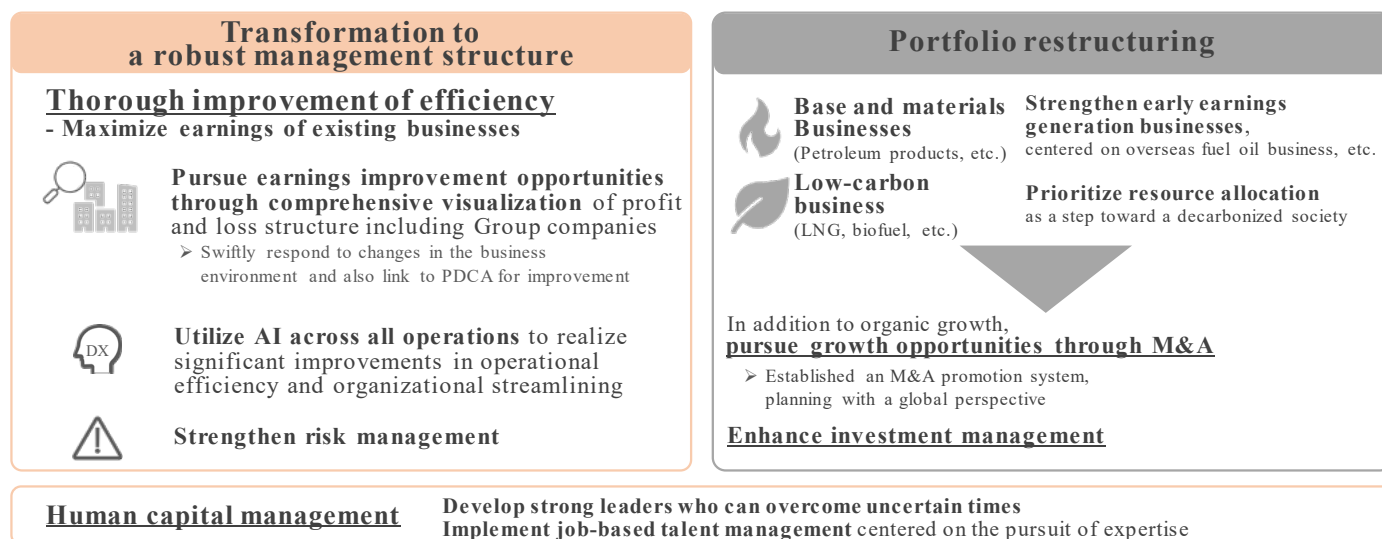 Transformation to
a robust management structure
Thorough improvement of efficiency
- Maximize earnings of existing businesses
Pursue earnings improvement opportunities
through comprehensive visualization of profit
and loss structure including Group companies
➢ Swiftly respond to changes in the business
environment and also link to PDCA for improvement
DX
Utilize AI across all operations to realize
significant improvements in operational
efficiency and organizational streamlining
Strengthen risk management
Portfolio restructuring
Base and materials
Businesses
(Petroleum products, etc.)
Strengthen early earnings
generation businesses,
centered on overseas fuel oil business, etc.
Low-carbon
business
(LNG, biofuel, etc.)
Prioritize resource allocation
as a step toward a decarbonized society
In addition to organic growth,
pursue growth opportunities through M&A
➢ Established an M&A promotion system,
planning with a global perspective
Enhance investment management
Human capital management
Develop strong leaders who can overcome uncertain times
Implement job-based talent management centered on the pursuit of expertise